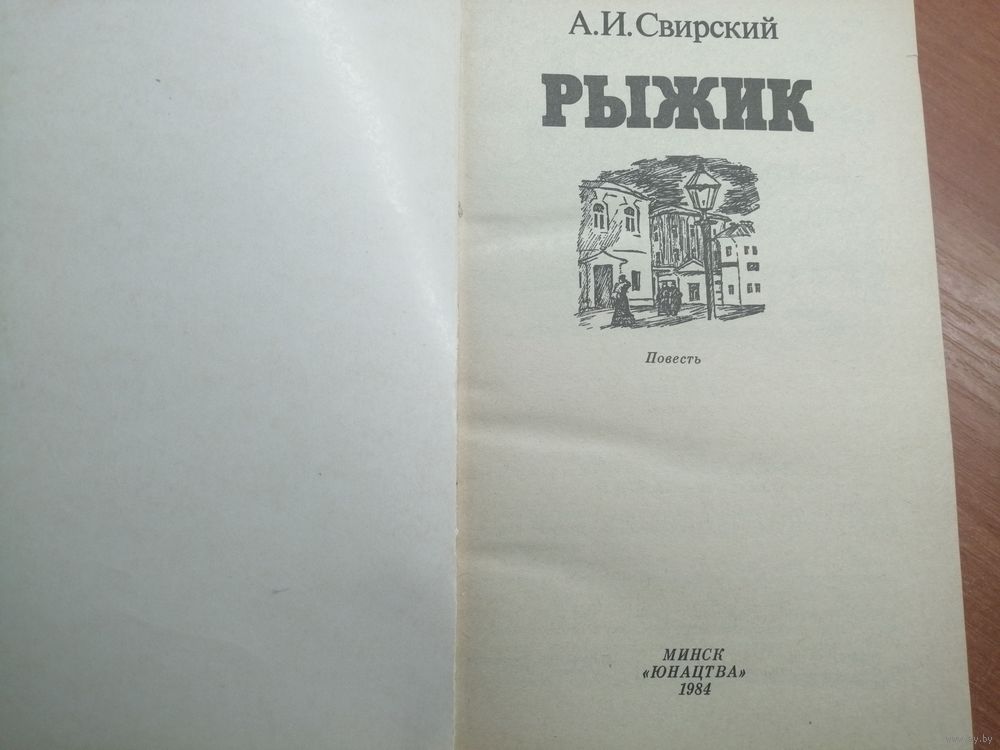 А.И.Свирский
РЫЖИК
Повесть
МИНСК
«ЮНАЦТВА»
1984